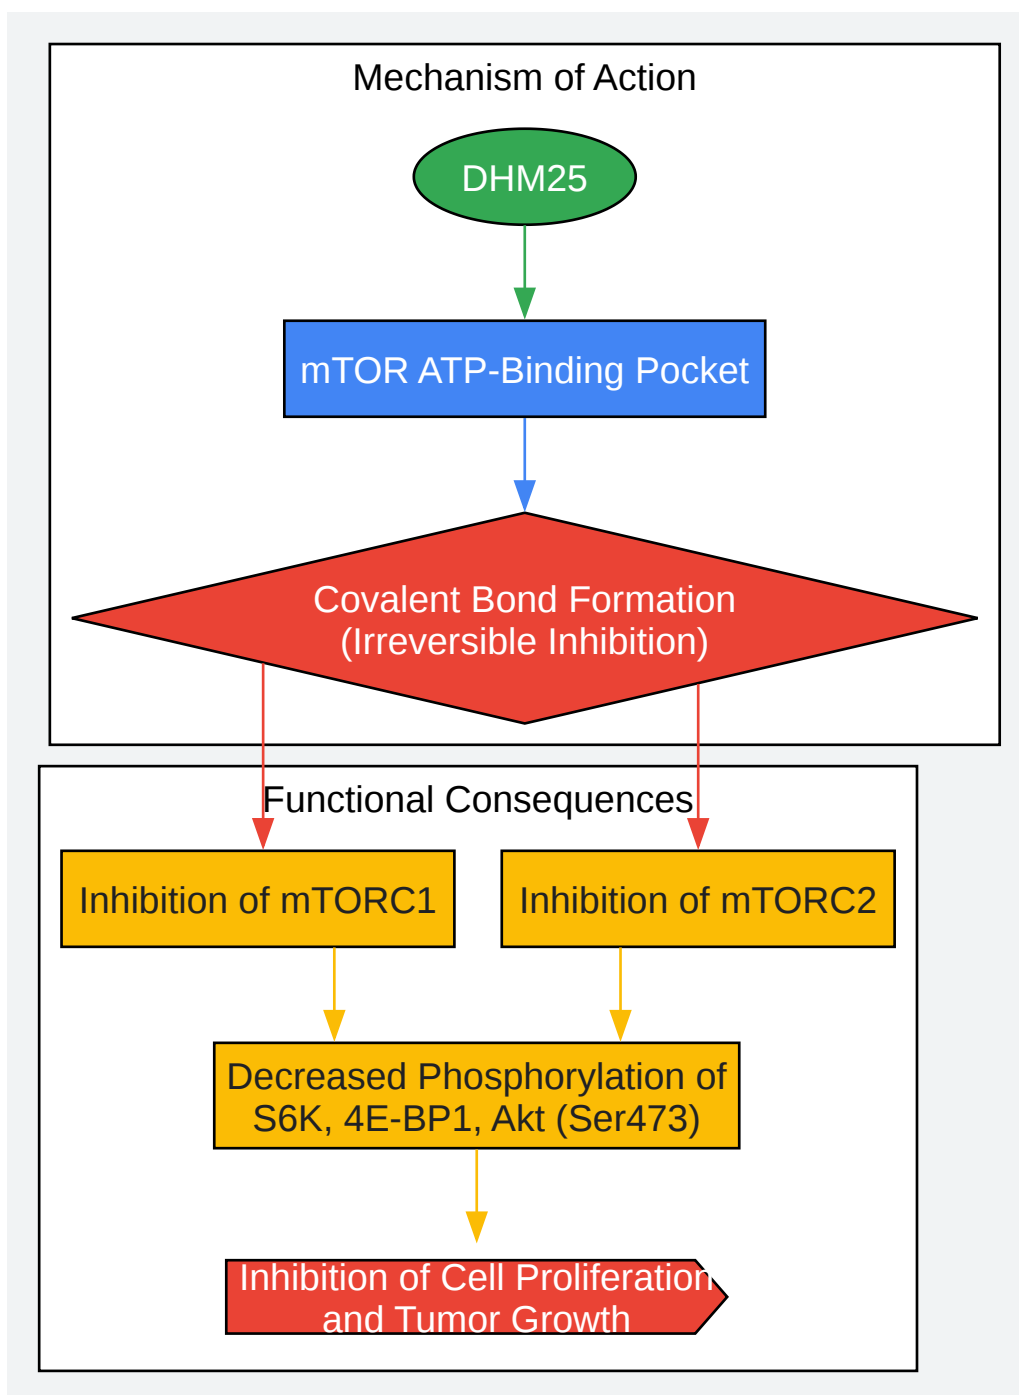 Mechanism of Action
DHM25
mTOR ATP-Binding Pocket
Covalent Bond Formation
(Irreversible Inhibition)
Functional Consequences
Inhibition of mTORC1
Inhibition of mTORC2
Decreased Phosphorylation of
S6K, 4E-BP1, Akt (Ser473)
Inhibition of Cell Proliferation
and Tumor Growth